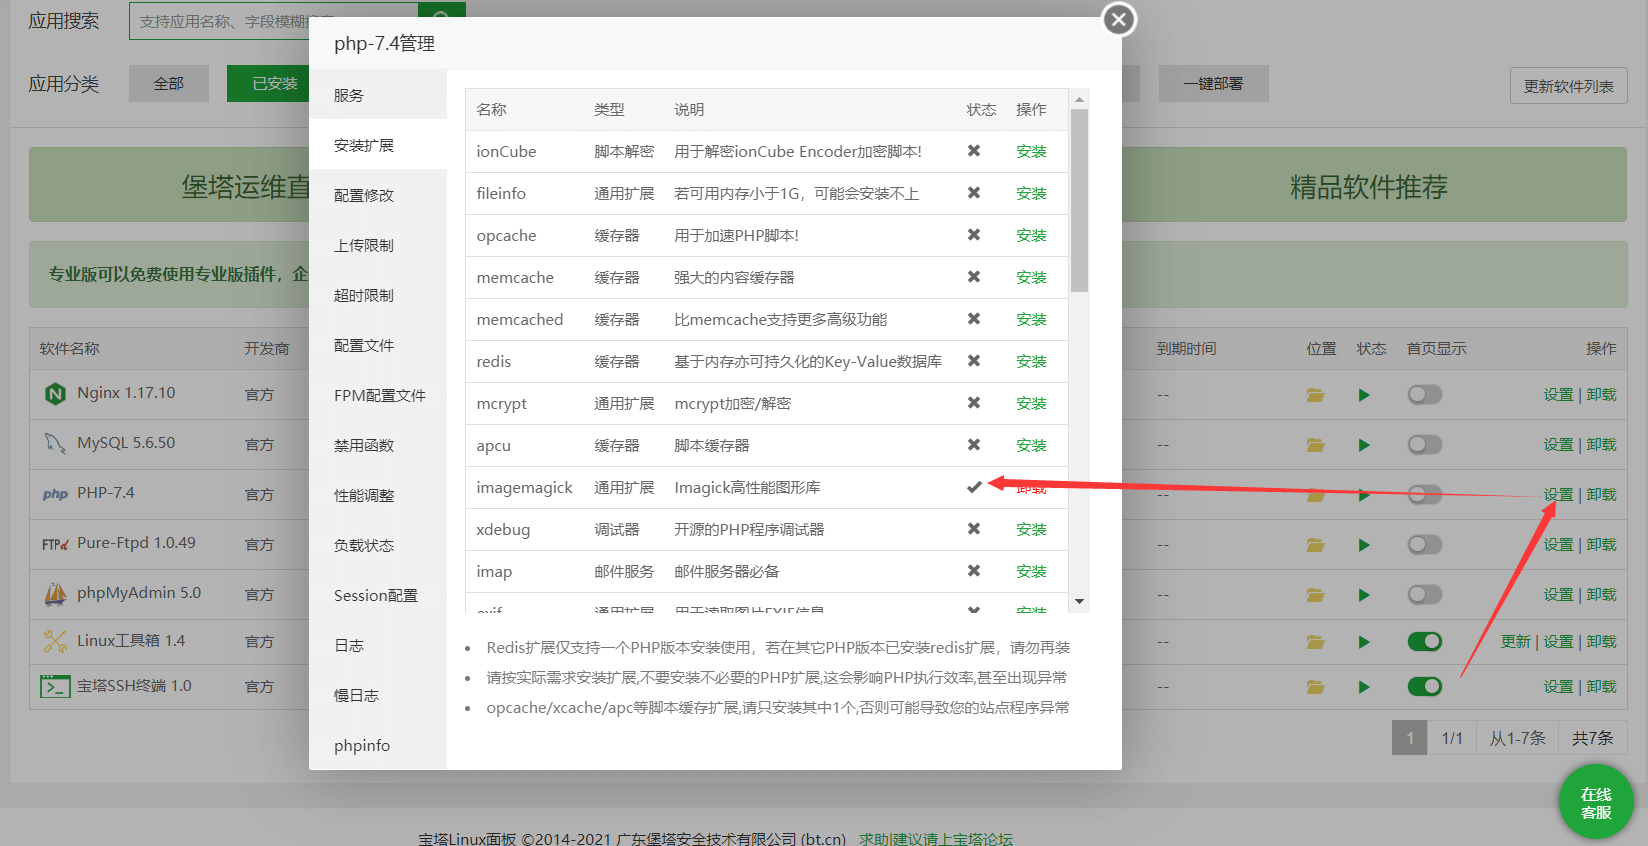 应用搜索
支持应用名称、字段模糊搜
php-7.4管理
应用分类
全部
已安装
一键部署
更新软件列表
服务
安装扩展
配置修改
上传限制
超时限制
配置文件
FPM配置文件
禁用函数
性能调整
负载状态
Session配置
日志
慢日志
phpinfo
名称 类型 说明 状态 操作
ionCube 脚本解密 用于解密ionCube Encoder加密脚本! ✖ 安装
fileinfo 通用扩展 若可用内存小于1G，可能会安装不上 ✖ 安装
opcache 缓存器 用于加速PHP脚本! ✖ 安装
memcache 缓存器 强大的内容缓存器 ✖ 安装
memcached 缓存器 比memcache支持更多高级功能 ✖ 安装
redis 缓存器 基于内存亦可持久化的Key-Value数据库 ✖ 安装
mcrypt 通用扩展 mcrypt加密/解密 ✖ 安装
apcu 缓存器 脚本缓存器 ✖ 安装
imagemagick 通用扩展 Imagick高性能图形库 ✔ 卸载
xdebug 调试器 开源的PHP程序调试器 ✖ 安装
imap 邮件服务 邮件服务器必备 ✖ 安装
exif 通用扩展 用于读取图片EXIF信息 ✖ 安装
Redis扩展仅支持一个PHP版本安装使用，若在其它PHP版本已安装redis扩展，请勿再装
请按实际需求安装扩展,不要安装不必要的PHP扩展,这会影响PHP执行效率,甚至出现异常
opcache/xcache/apc等脚本缓存扩展,请只安装其中1个,否则可能导致您的站点程序异常
堡塔运维直
精品软件推荐
专业版可以免费使用专业版插件，企
软件名称 开发商 到期时间 位置 状态 首页显示 操作
Nginx 1.17.10 官方 -- 设置 | 卸载
MySQL 5.6.50 官方 -- 设置 | 卸载
php PHP-7.4 官方 -- 设置 | 卸载
FTPd Pure-Ftpd 1.0.49 官方 -- 设置 | 卸载
phpMyAdmin 5.0 官方 -- 设置 | 卸载
Linux工具箱 1.4 官方 -- 更新 | 设置 | 卸载
宝塔SSH终端 1.0 官方 -- 设置 | 卸载
1 1/1 从1-7条 共7条
在线
客服
宝塔Linux面板 ©2014-2021 广东堡塔安全技术有限公司 (bt.cn) 求助|建议请上宝塔论坛